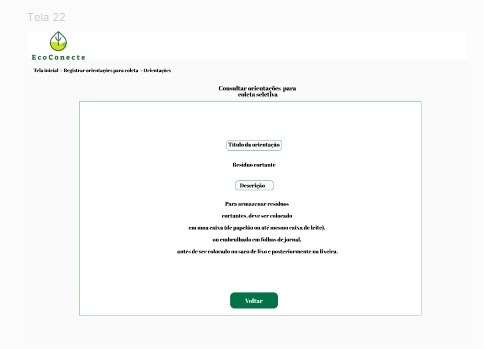 Tela 22
EcoConecte
Tela inicial > Registrar orientações para coleta > Orientações
Consultar orientações para
coleta seletiva
Título da orientação
Resíduo cortante
Descrição
Para armazenar resíduos
cortantes, deve ser colocado
em uma caixa (de papelão ou até mesmo caixa de leite),
ou embrulhado em folhas de jornal,
antes de ser colocado no saco de lixo e posteriormente na lixeira.
Voltar